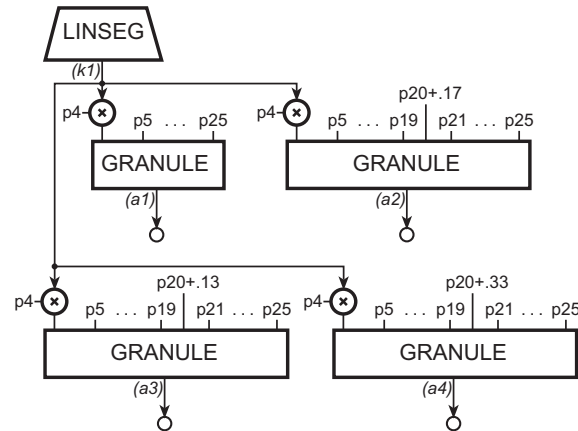 LINSEG
(k1)
p20+.17
p4 × p5 ... p25
p4 × p5 ... p19 p21 ... p25
GRANULE
GRANULE
(a1)
(a2)
p20+.13
p20+.33
p4 × p5 ... p19 p21 ... p25
p4 × p5 ... p19 p21 ... p25
GRANULE
GRANULE
(a3)
(a4)